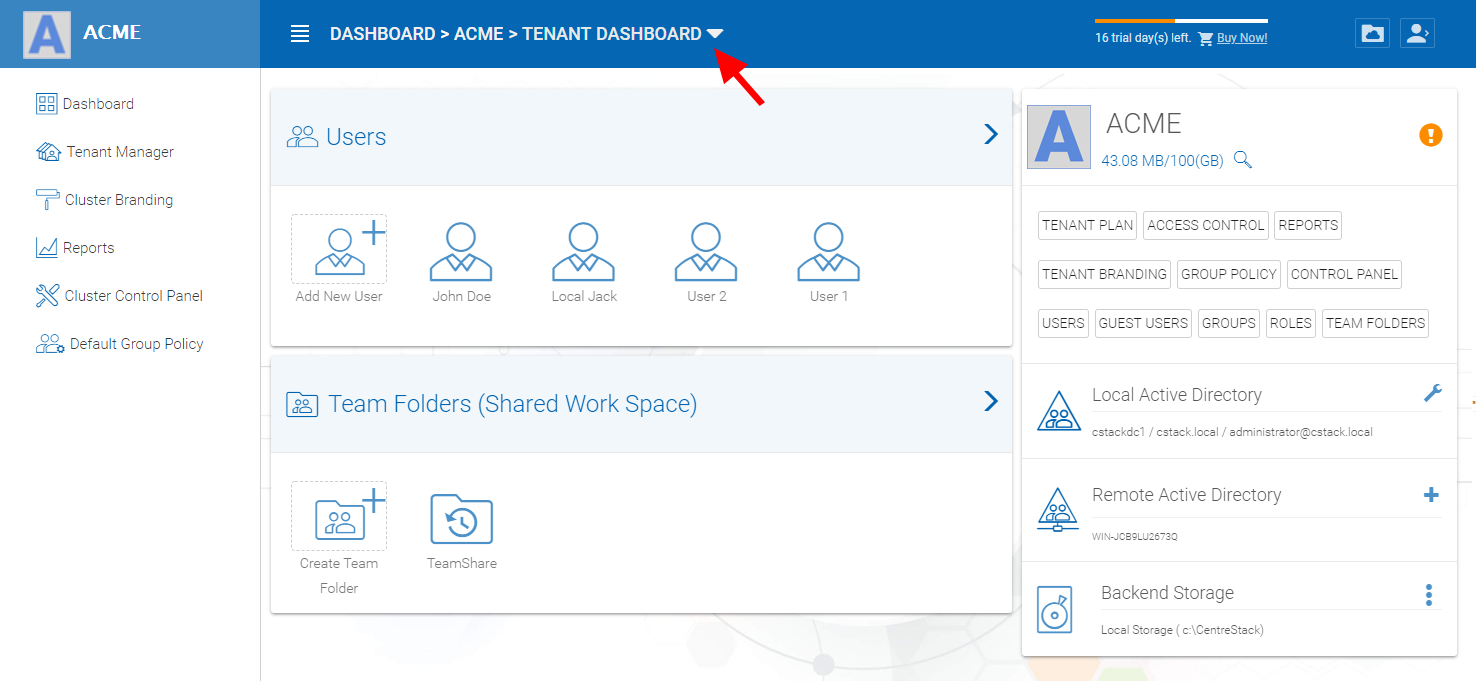 A ACME
DASHBOARD > ACME > TENANT DASHBOARD
16 trial day(s) left. Buy Now!
Dashboard
Tenant Manager
Cluster Branding
Reports
Cluster Control Panel
Default Group Policy
Users
Add New User
John Doe
Local Jack
User 2
User 1
Team Folders (Shared Work Space)
Create Team
Folder
TeamShare
A ACME
43.08 MB/100(GB)
TENANT PLAN ACCESS CONTROL REPORTS
TENANT BRANDING GROUP POLICY CONTROL PANEL
USERS GUEST USERS GROUPS ROLES TEAM FOLDERS
Local Active Directory
cstackdc1 / cstack.local / administrator@cstack.local
Remote Active Directory
WIN-JCB9LU2673Q
Backend Storage
Local Storage ( c:\CentreStack)